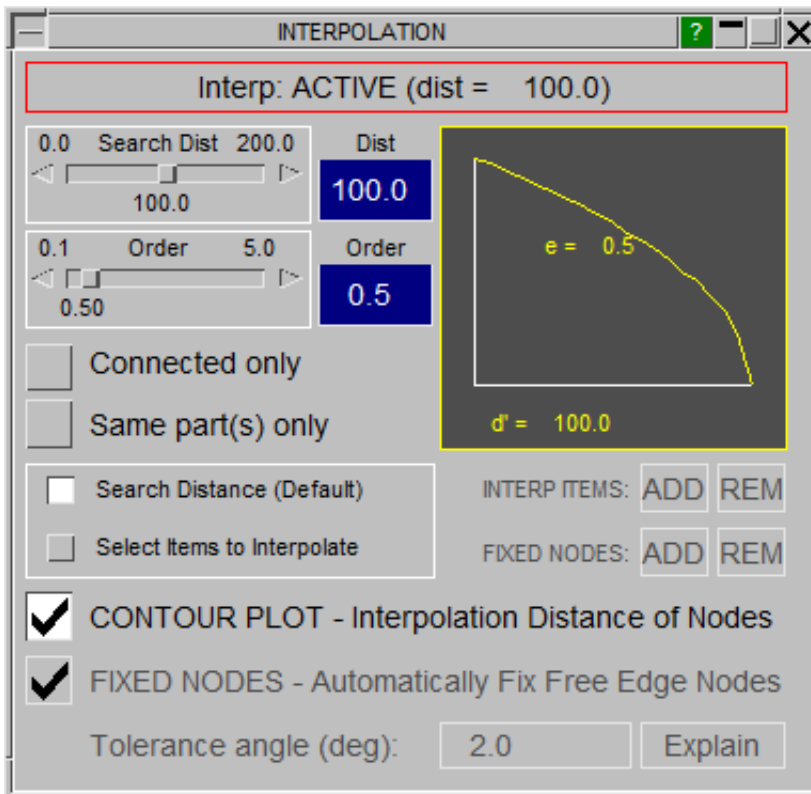 INTERPOLATION
?
Interp: ACTIVE (dist = 100.0)
0.0 Search Dist 200.0
100.0
Dist
100.0
0.1 Order 5.0
0.50
Order
0.5
e = 0.5
d' = 100.0
Connected only
Same part(s) only
Search Distance (Default)
Select Items to Interpolate
INTERP ITEMS: ADD REM
FIXED NODES: ADD REM
CONTOUR PLOT - Interpolation Distance of Nodes
FIXED NODES - Automatically Fix Free Edge Nodes
Tolerance angle (deg): 2.0 Explain